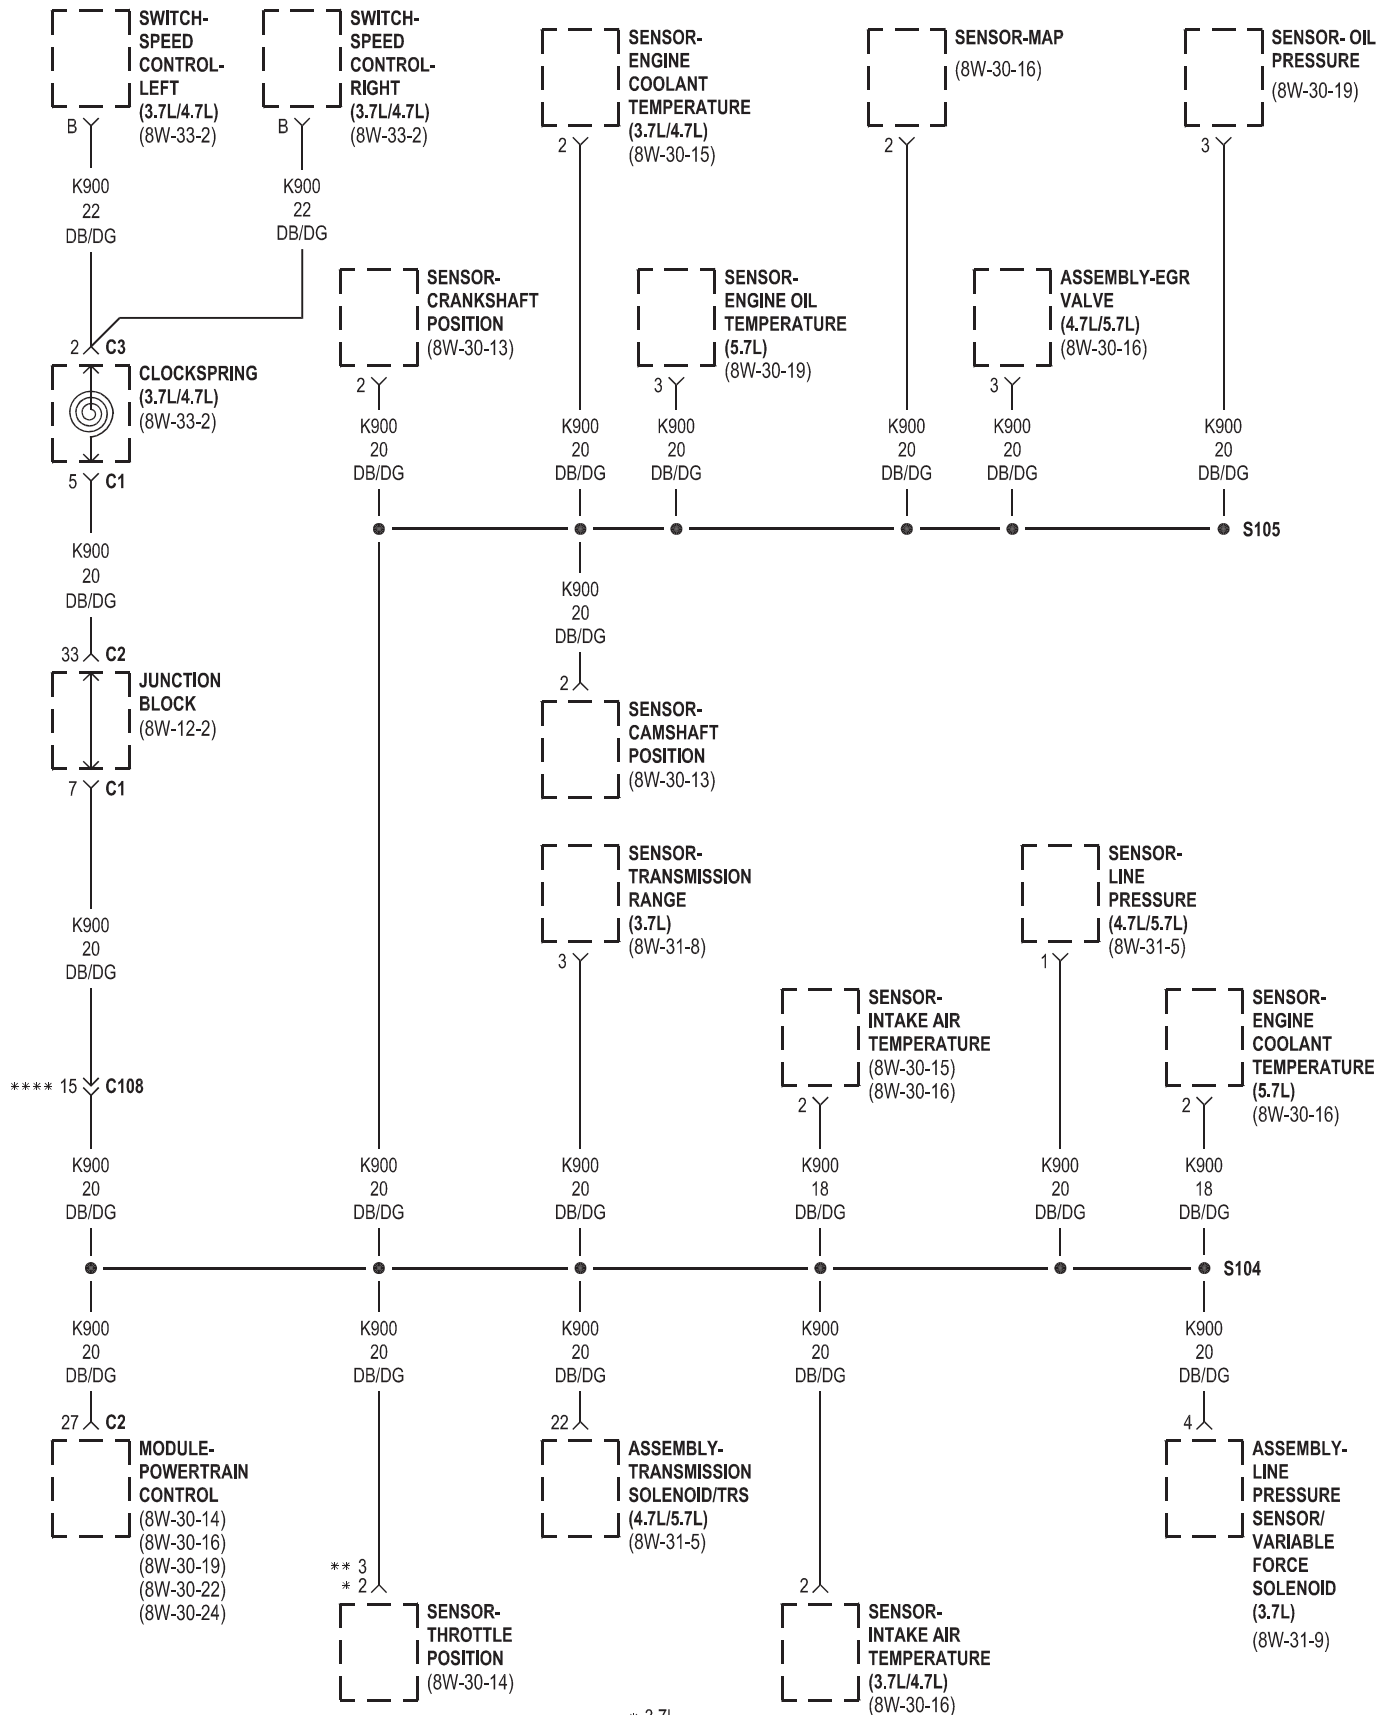 SWITCH-
SPEED
CONTROL-
LEFT
(3.7L/4.7L)
(8W-33-2)
B
K900
22
DB/DG
SWITCH-
SPEED
CONTROL-
RIGHT
(3.7L/4.7L)
(8W-33-2)
B
K900
22
DB/DG
SENSOR-
ENGINE
COOLANT
TEMPERATURE
(3.7L/4.7L)
(8W-30-15)
2
SENSOR-MAP
(8W-30-16)
2
SENSOR- OIL
PRESSURE
(8W-30-19)
3
SENSOR-
CRANKSHAFT
POSITION
(8W-30-13)
2
SENSOR-
ENGINE OIL
TEMPERATURE
(5.7L)
(8W-30-19)
3
ASSEMBLY-EGR
VALVE
(4.7L/5.7L)
(8W-30-16)
3
2 C3
CLOCKSPRING
(3.7L/4.7L)
(8W-33-2)
5 C1
K900
20
DB/DG
K900
20
DB/DG
K900
20
DB/DG
K900
20
DB/DG
K900
20
DB/DG
K900
20
DB/DG
S105
K900
20
DB/DG
33 C2
JUNCTION
BLOCK
(8W-12-2)
7 C1
K900
20
DB/DG
2
SENSOR-
CAMSHAFT
POSITION
(8W-30-13)
SENSOR-
TRANSMISSION
RANGE
(3.7L)
(8W-31-8)
3
SENSOR-
LINE
PRESSURE
(4.7L/5.7L)
(8W-31-5)
1
K900
20
DB/DG
SENSOR-
INTAKE AIR
TEMPERATURE
(8W-30-15)
(8W-30-16)
2
SENSOR-
ENGINE
COOLANT
TEMPERATURE
(5.7L)
(8W-30-16)
2
**** 15 C108
K900
20
DB/DG
K900
20
DB/DG
K900
20
DB/DG
K900
18
DB/DG
K900
20
DB/DG
K900
18
DB/DG
S104
K900
20
DB/DG
K900
20
DB/DG
K900
20
DB/DG
K900
20
DB/DG
K900
20
DB/DG
27 C2
MODULE-
POWERTRAIN
CONTROL
(8W-30-14)
(8W-30-16)
(8W-30-19)
(8W-30-22)
(8W-30-24)
** 3
* 2
SENSOR-
THROTTLE
POSITION
(8W-30-14)
22
ASSEMBLY-
TRANSMISSION
SOLENOID/TRS
(4.7L/5.7L)
(8W-31-5)
2
SENSOR-
INTAKE AIR
TEMPERATURE
(3.7L/4.7L)
(8W-30-16)
4
ASSEMBLY-
LINE
PRESSURE
SENSOR/
VARIABLE
FORCE
SOLENOID
(3.7L)
(8W-31-9)